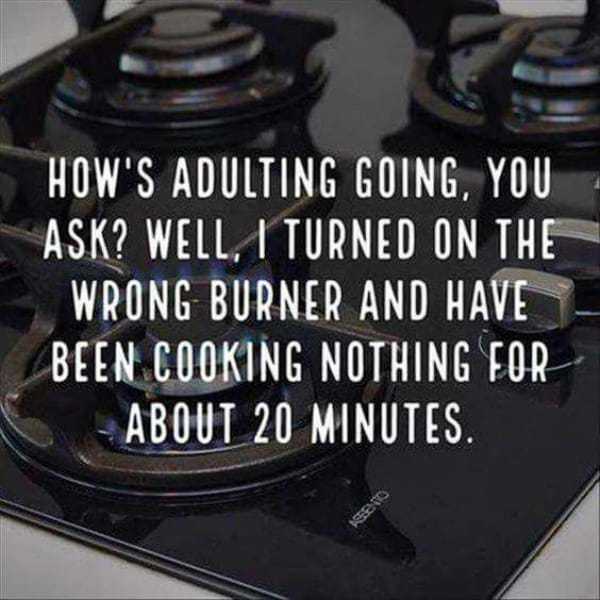 HOW'S ADULTING GOING, YOU
ASK? WELL, I TURNED ON THE
WRONG BURNER AND HAVE
BEEN COOKING NOTHING FOR
ABOUT 20 MINUTES.
ASSENTO